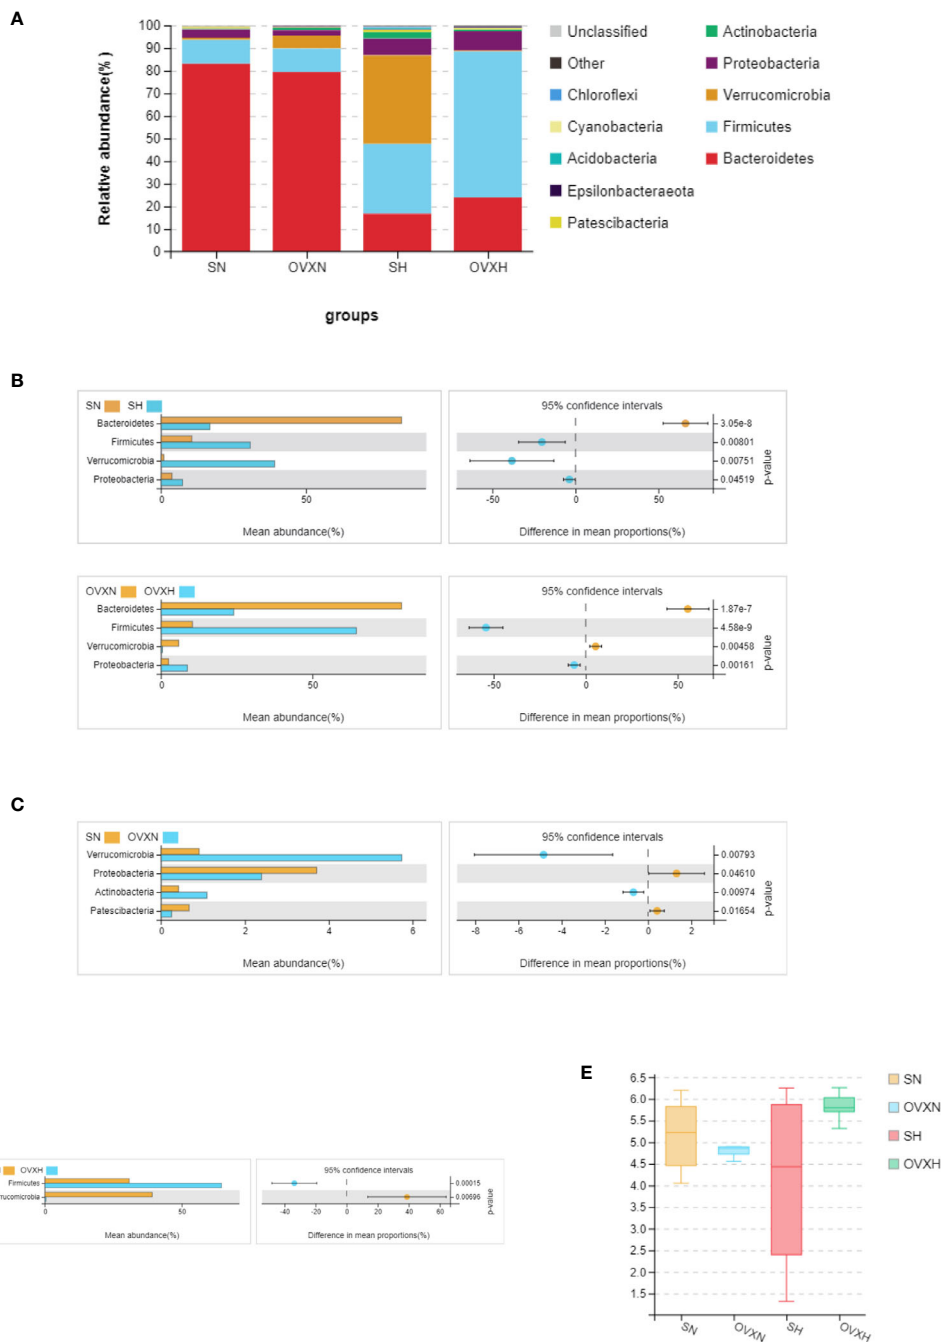 A
Relative abundance(%)
100
90
80
70
60
50
40
30
20
10
0
SN
OVXN
SH
OVXH
groups
Unclassified
Other
Chloroflexi
Cyanobacteria
Acidobacteria
Epsilonbacteraeota
Patescibacteria
Actinobacteria
Proteobacteria
Verrucomicrobia
Firmicutes
Bacteroidetes
B
SN SH
Bacteroidetes
Firmicutes
Verrucomicrobia
Proteobacteria
0 50
Mean abundance(%)
95% confidence intervals
3.05e-8
0.00801
0.00751
0.04519
p-value
-50 0 50
Difference in mean proportions(%)
OVXN OVXH
Bacteroidetes
Firmicutes
Verrucomicrobia
Proteobacteria
0 50
Mean abundance(%)
95% confidence intervals
1.87e-7
4.58e-9
0.00458
0.00161
p-value
-50 0 50
Difference in mean proportions(%)
C
SN OVXN
Verrucomicrobia
Proteobacteria
Actinobacteria
Patescibacteria
0 2 4 6
Mean abundance(%)
95% confidence intervals
0.00793
0.04610
0.00974
0.01654
p-value
-8 -6 -4 -2 0 2
Difference in mean proportions(%)
OVXH
Firmicutes
rrucomicrobia
0 50
Mean abundance(%)
95% confidence intervals
0.00015
0.00696
p-value
-40 -20 0 20 40 60
Difference in mean proportions(%)
E
6.5
6.0
5.5
5.0
4.5
4.0
3.5
3.0
2.5
2.0
1.5
SN
OVXN
SH
OVXH
SN
OVXN
SH
OVXH